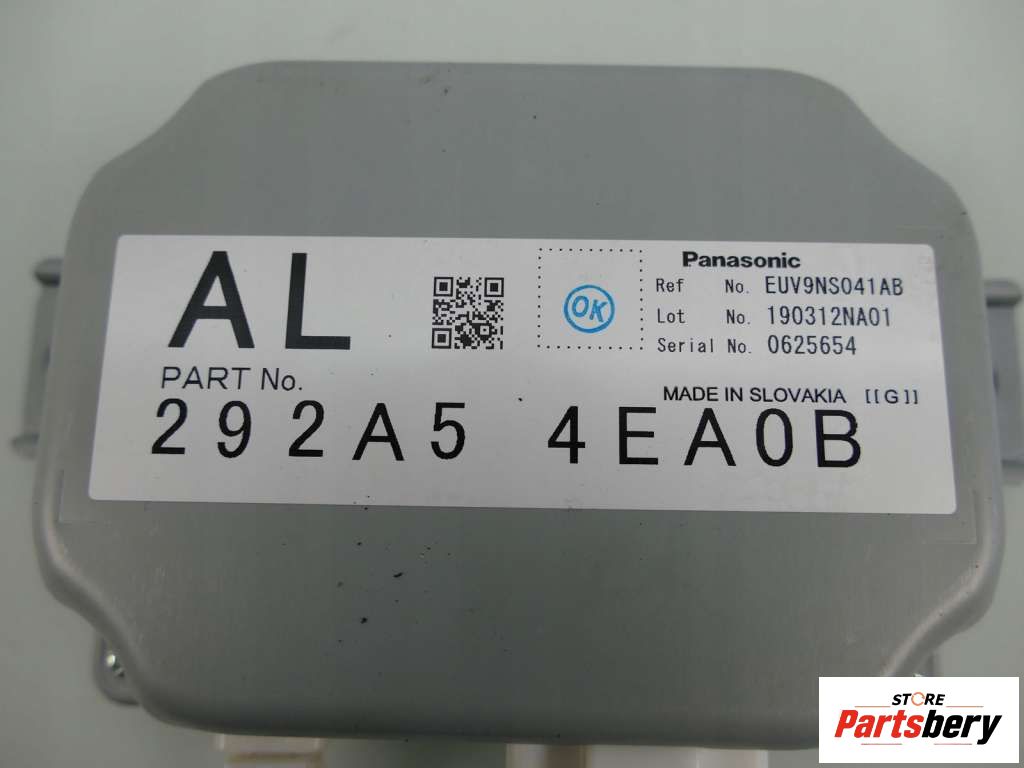 AL
OK
Panasonic
Ref No. EUV9NS041AB
Lot No. 190312NA01
Serial No. 0625654
PART No.
MADE IN SLOVAKIA [[G]]
292A5 4EA0B
STORE
Partsbery